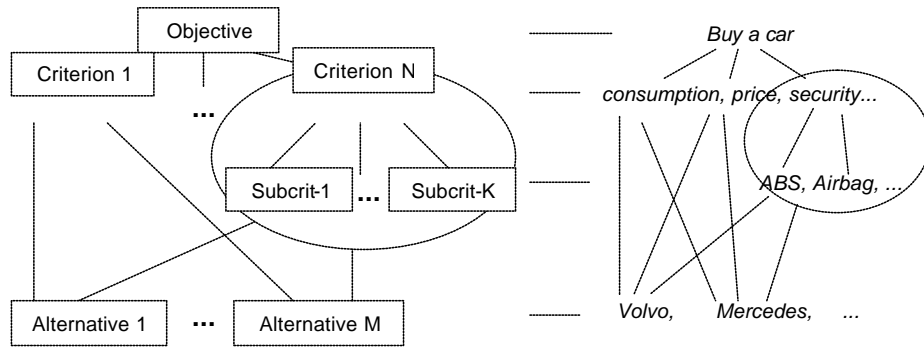 Objective
Buy a car
Criterion 1
...
Criterion N
consumption, price, security...
Subcrit-1
...
Subcrit-K
ABS, Airbag, ...
Alternative 1
...
Alternative M
Volvo, Mercedes, ...